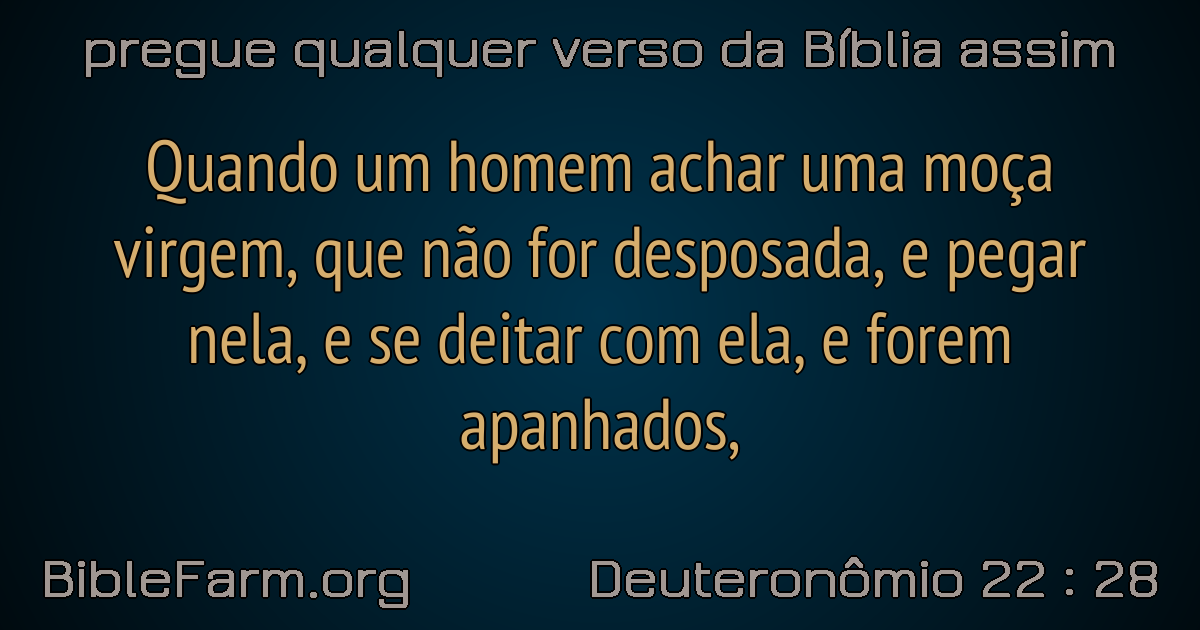 pregue qualquer verso da Bíblia assim
Quando um homem achar uma moça
virgem, que não for desposada, e pegar
nela, e se deitar com ela, e forem
apanhados,
BibleFarm.org
Deuteronômio 22 : 28